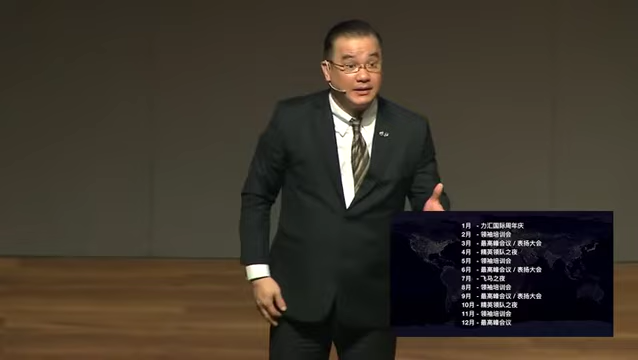 1月 - 力汇国际周年庆
2月 - 领袖培训会
3月 - 最高峰会议 / 表扬大会
4月 - 精英领队之夜
5月 - 领袖培训会
6月 - 最高峰会议 / 表扬大会
7月 - 飞马之夜
8月 - 领袖培训会
9月 - 最高峰会议 / 表扬大会
10月 - 精英领队之夜
11月 - 领袖培训会
12月 - 最高峰会议